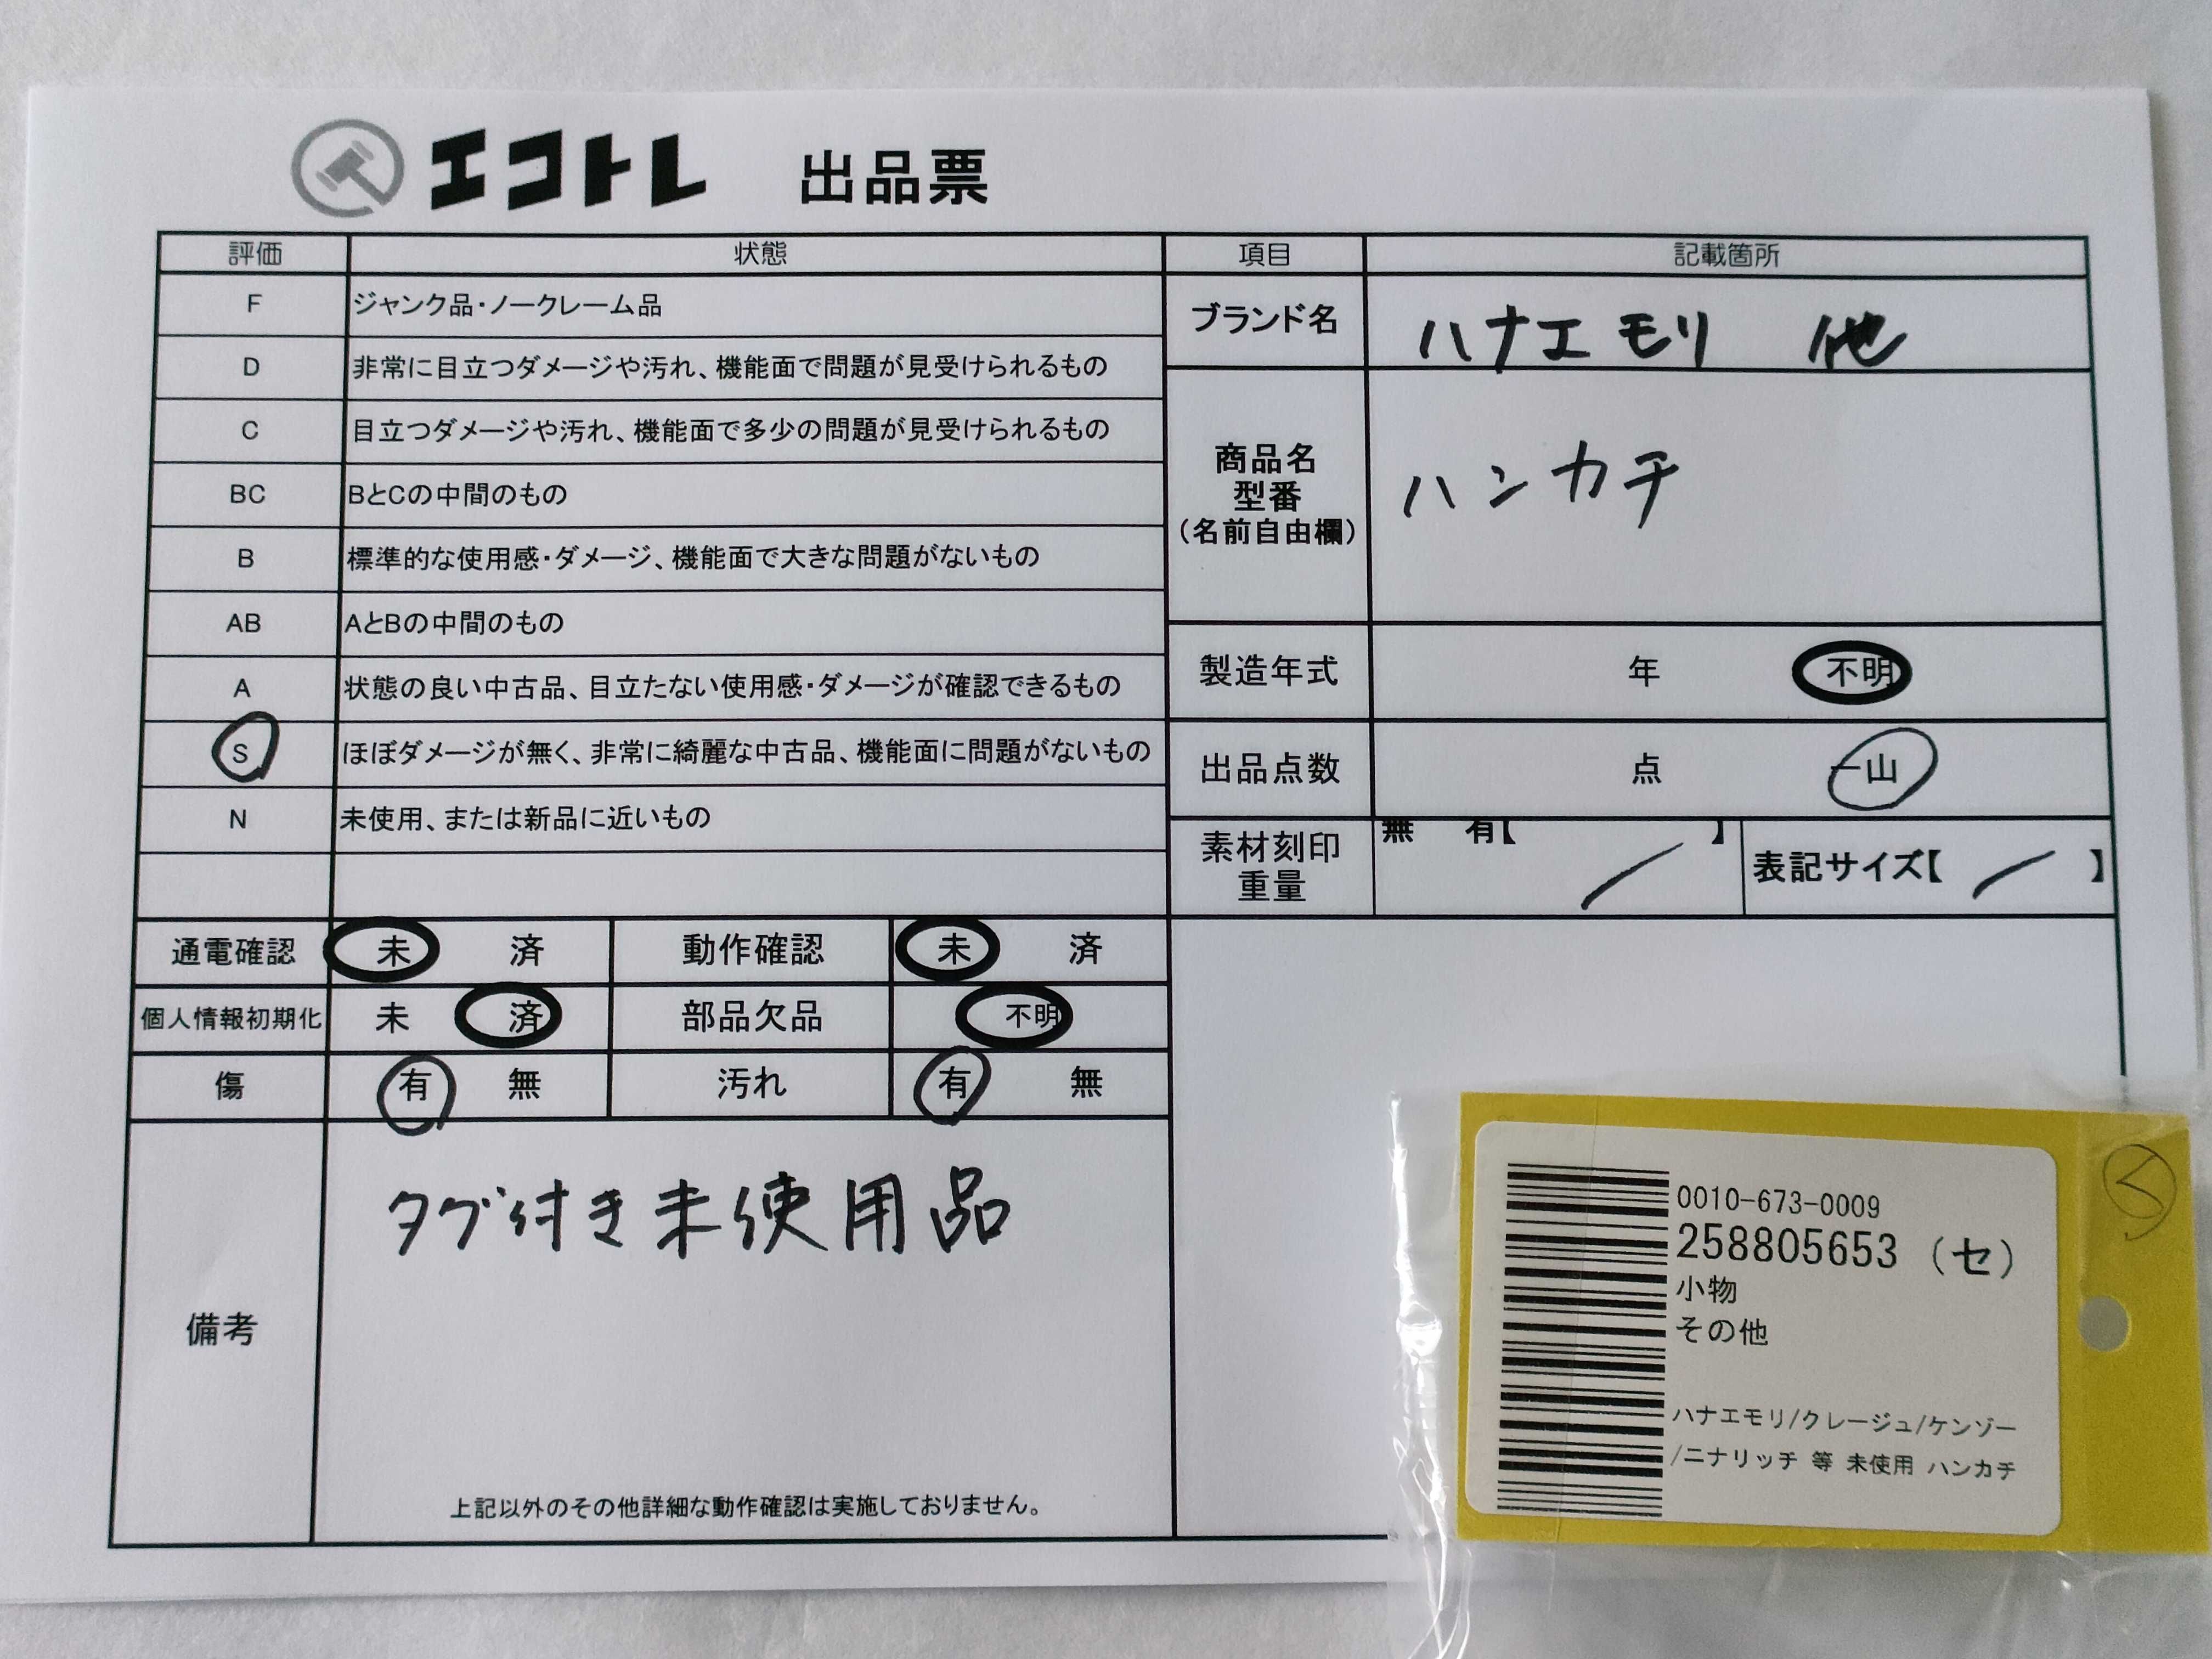 エコトレ 出品票
評価 状態
F ジャンク品・ノークレーム品
D 非常に目立つダメージや汚れ、機能面で問題が見受けられるもの
C 目立つダメージや汚れ、機能面で多少の問題が見受けられるもの
BC BとCの中間のもの
B 標準的な使用感・ダメージ、機能面で大きな問題がないもの
AB AとBの中間のもの
A 状態の良い中古品、目立たない使用感・ダメージが確認できるもの
S ほぼダメージが無く、非常に綺麗な中古品、機能面に問題がないもの
N 未使用、または新品に近いもの
通電確認 未 済 動作確認 未 済
個人情報初期化 未 済 部品欠品 不明
傷 有 無 汚れ 有 無
備考
タグ付き未使用品
上記以外のその他詳細な動作確認は実施しておりません。
項目 記載箇所
ブランド名 ハナエモリ 他
商品名
型番
(名前自由欄)
ハンカチ
製造年式 年 不明
出品点数 点 一山
素材刻印
重量
無 有【 】 表記サイズ【 】
0010-673-0009
258805653 (セ)
小物
その他
ハナエモリ/クレージュ/ケンゾー
/ニナリッチ 等 未使用 ハンカチ